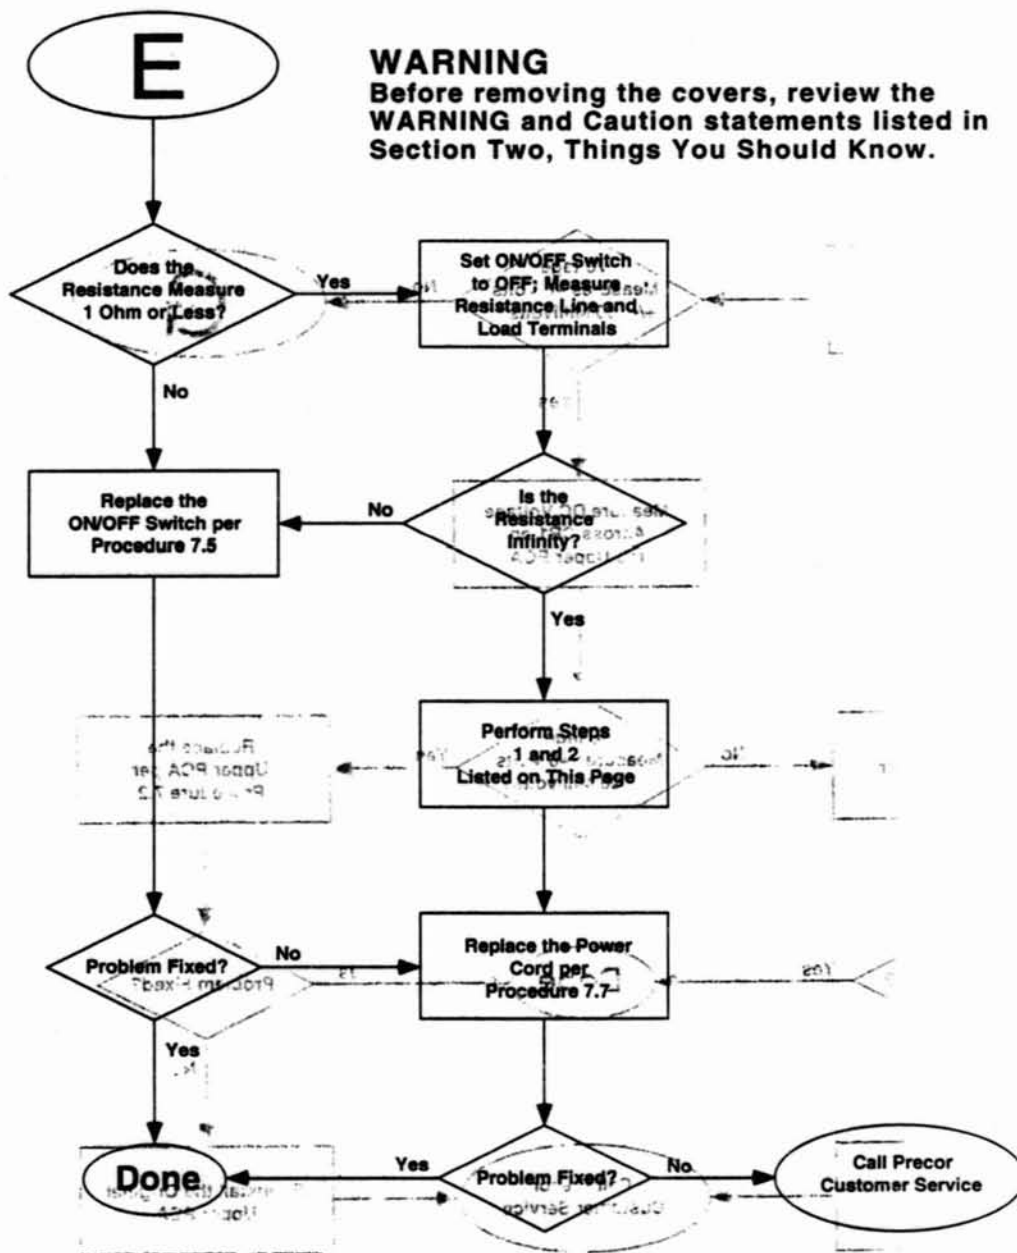 E
WARNING
Before removing the covers, review the
WARNING and Caution statements listed in
Section Two, Things You Should Know.
Does the
Resistance Measure
1 Ohm or Less?
Yes
Set ON/OFF Switch
to OFF; Measure
Resistance Line and
Load Terminals
No
Replace the
ON/OFF Switch per
Procedure 7.5
No
Is the
Resistance
Infinity?
Yes
Perform Steps
1 and 2
Listed on This Page
Problem Fixed?
No
Replace the Power
Cord per
Procedure 7.7
Yes
Done
Yes
Problem Fixed?
No
Call Precor
Customer Service